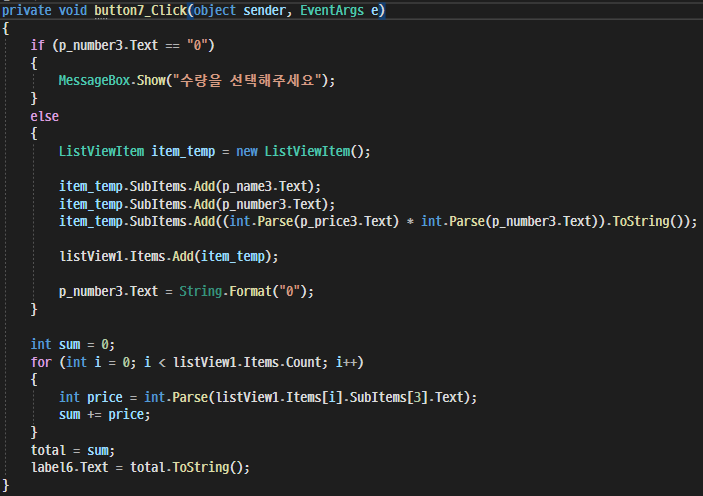 private void button7_Click(object sender, EventArgs e)
{
    if (p_number3.Text == "0")
    {
        MessageBox.Show("수량을 선택해주세요");
    }
    else
    {
        ListViewItem item_temp = new ListViewItem();

        item_temp.SubItems.Add(p_name3.Text);
        item_temp.SubItems.Add(p_number3.Text);
        item_temp.SubItems.Add((int.Parse(p_price3.Text) * int.Parse(p_number3.Text)).ToString());

        listView1.Items.Add(item_temp);

        p_number3.Text = String.Format("0");
    }

    int sum = 0;
    for (int i = 0; i < listView1.Items.Count; i++)
    {
        int price = int.Parse(listView1.Items[i].SubItems[3].Text);
        sum += price;
    }
    total = sum;
    label6.Text = total.ToString();
}